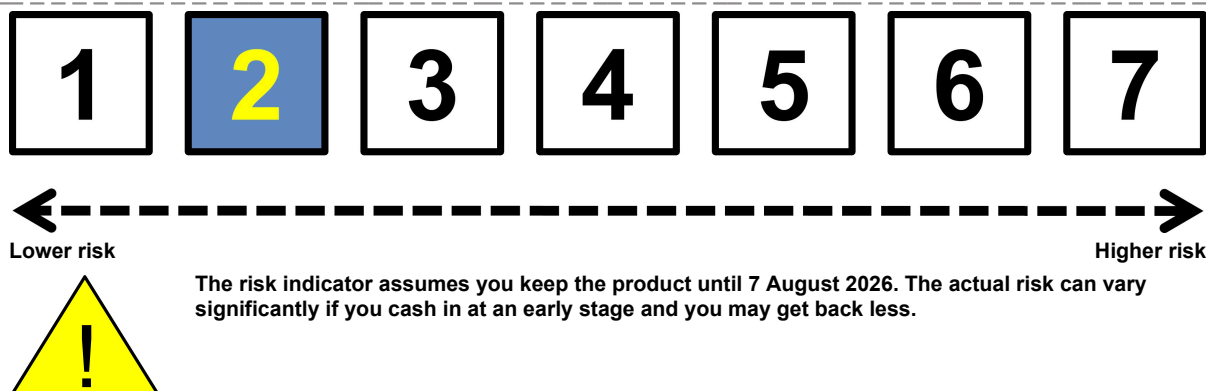 1 2 3 4 5 6 7
Lower risk Higher risk
The risk indicator assumes you keep the product until 7 August 2026. The actual risk can vary
significantly if you cash in at an early stage and you may get back less.
!